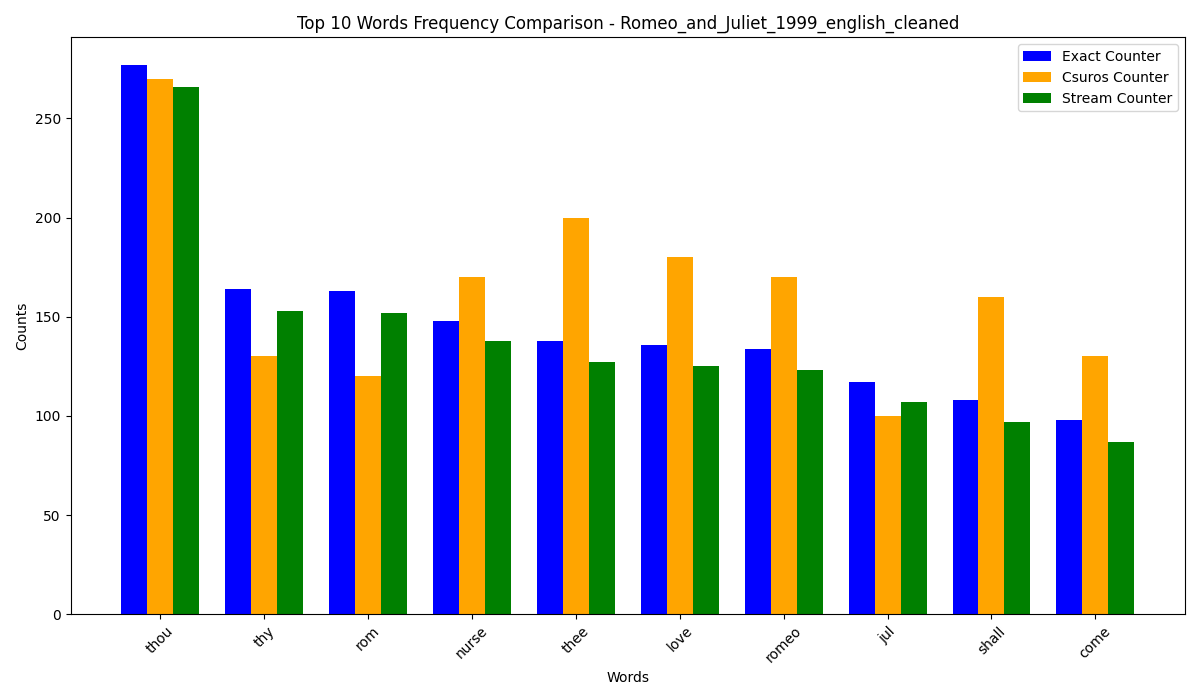 Top 10 Words Frequency Comparison - Romeo_and_Juliet_1999_english_cleaned
Exact Counter
Csuros Counter
Stream Counter
Counts
250
200
150
100
50
0
thou
thy
rom
nurse
thee
love
romeo
jul
shall
come
Words